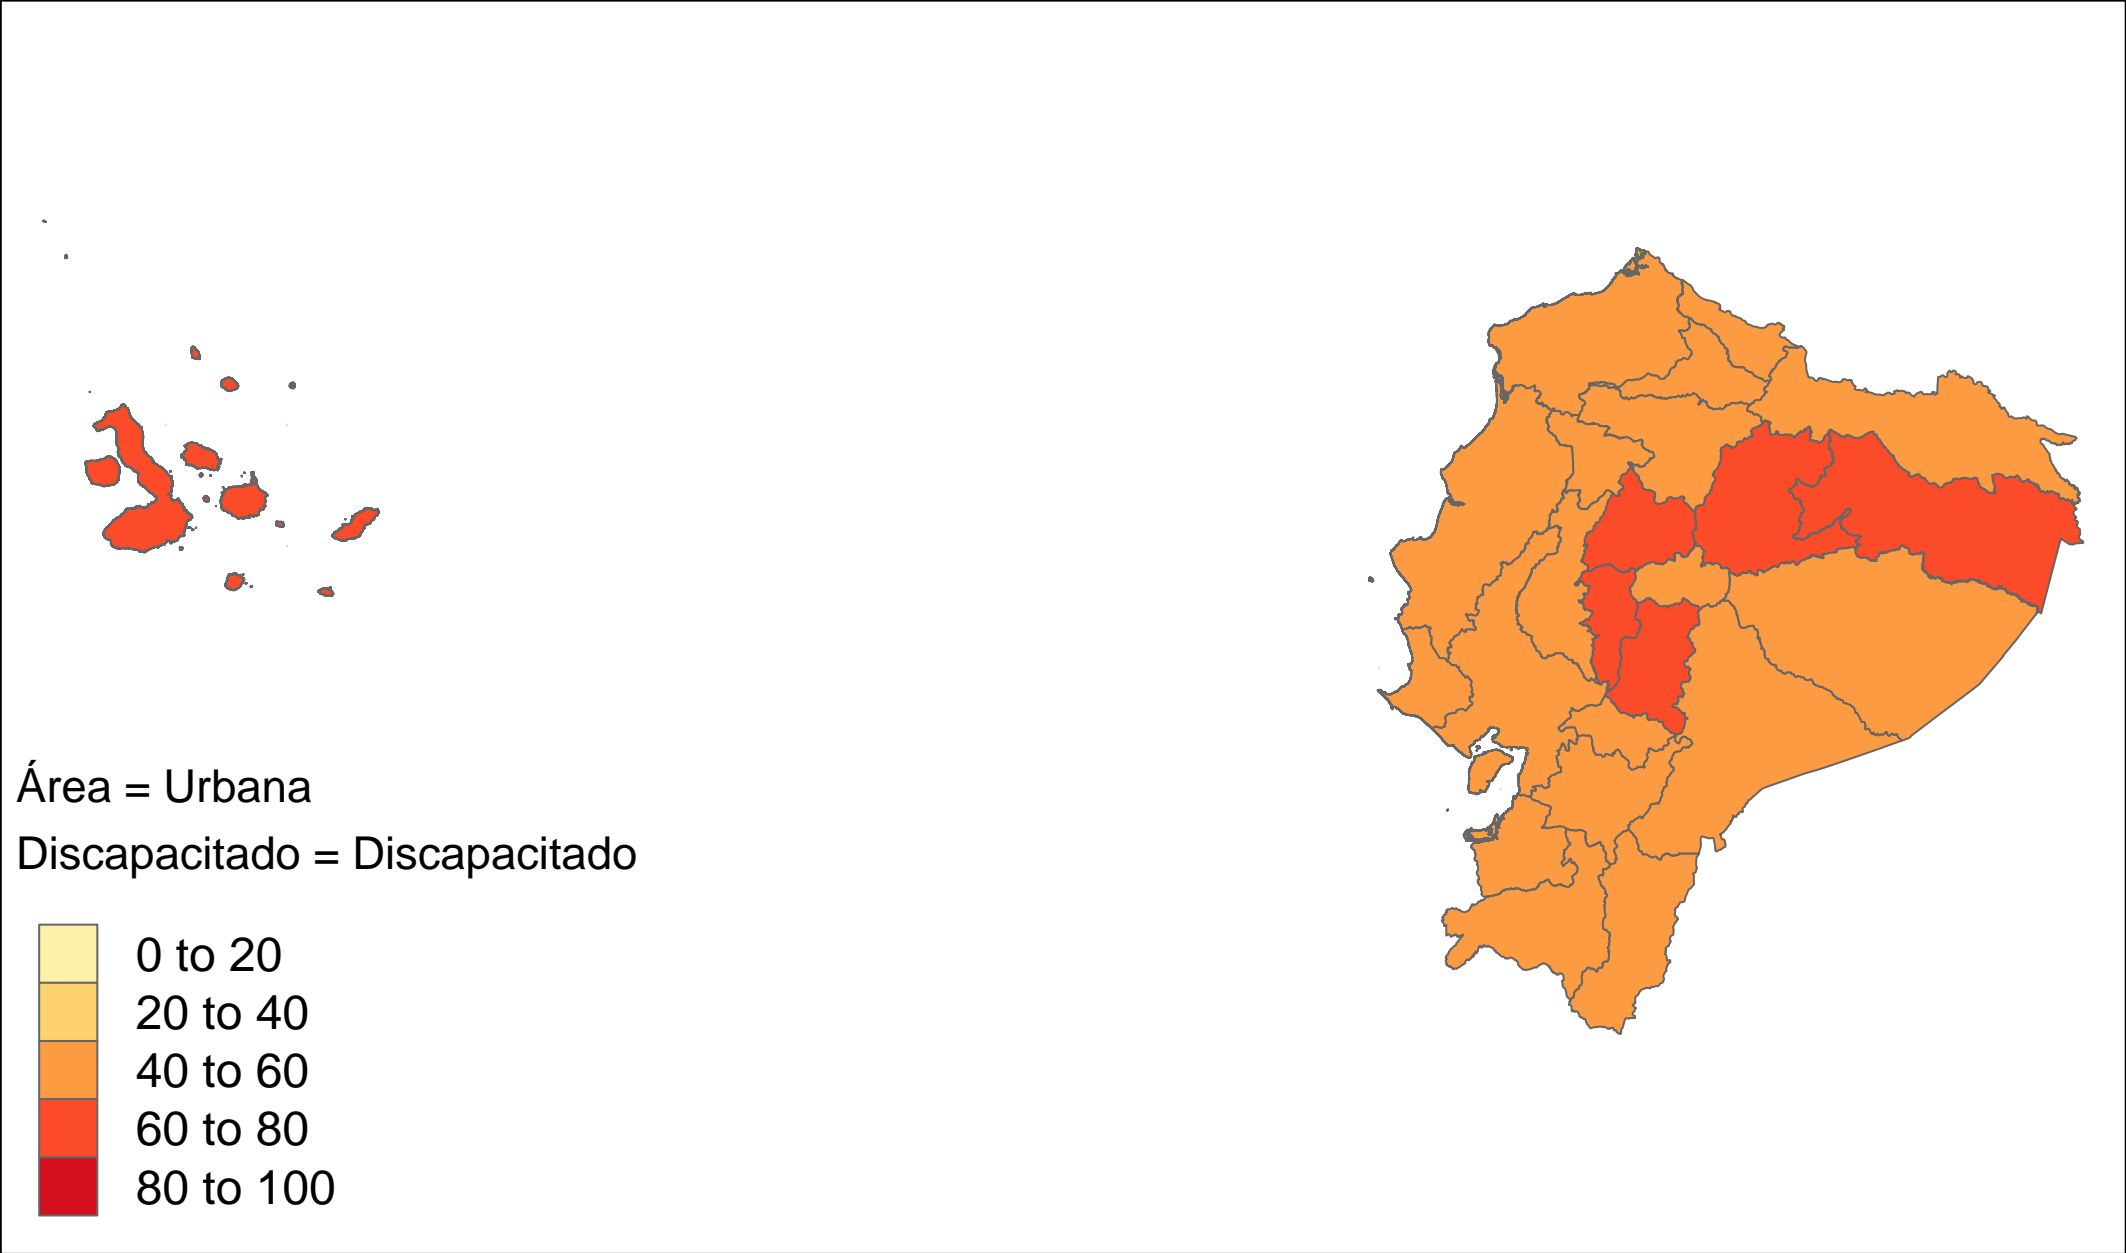 Área = Urbana
Discapacitado = Discapacitado
0 to 20
20 to 40
40 to 60
60 to 80
80 to 100